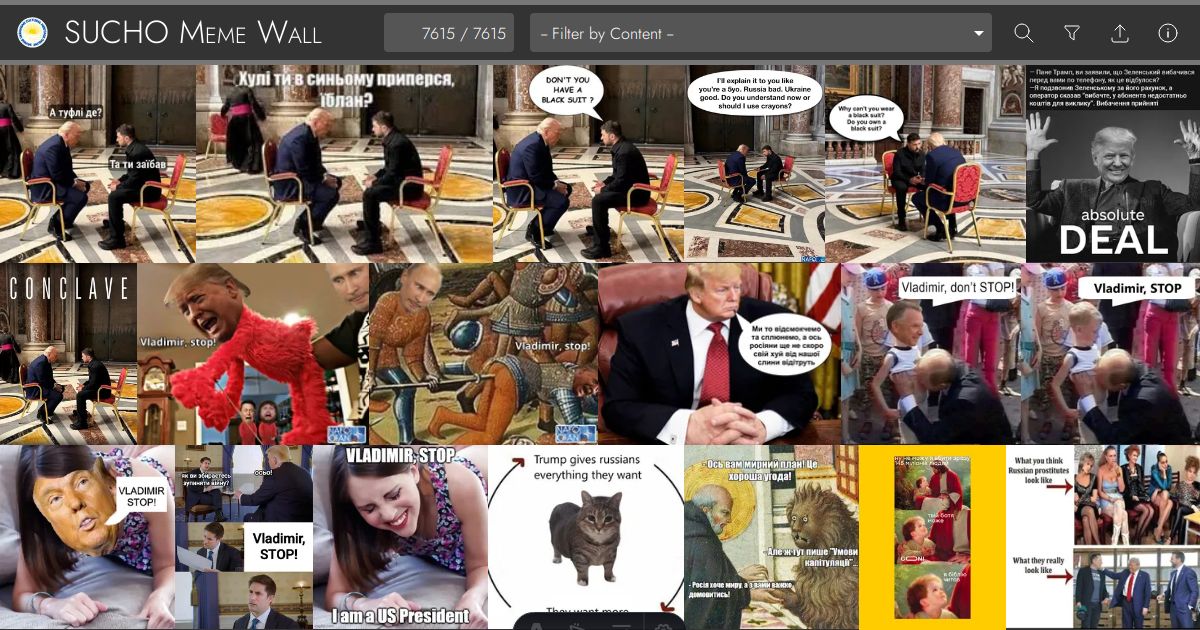 SUCHO MEME WALL
7615 / 7615
– Filter by Content –
А туфлі де?
Та ти заїбав
Хулі ти в синьому приперся,
їблан?
DON'T YOU
HAVE A
BLACK SUIT ?
I'll explain it to you like
you're a 5yo. Russia bad. Ukraine
good. Do you understand now or
should I use crayons?
Why can't you wear
a black suit?
Do you own a
black suit?
— Пане Трамп, ви заявили, що Зеленський вибачився
перед вами по телефону, як це відбулося?
—Я подзвонив Зеленському за його рахунок, а
оператор сказав "вибачте, у абонента недостатньо
коштів для виклику". Вибачення прийняті
absolute
DEAL
CONCLAVE
Vladimir, stop!
Vladimir, stop!
Ми то відсмокчемо
та сплюнемо, а ось
росіяни ще не скоро
свій хуй від нашої
слини відітруть
Vladimir, don't STOP!
Vladimir, STOP
VLADIMIR
STOP!
як ви збираєтесь
зупинити війну?
ось!
Vladimir,
STOP!
VLADIMIR, STOP
I am a US President
Trump gives russians
everything they want
They want more
- Ось вам мирний план! Це
хороша угода!
- Але ж тут пише "Умови
капітуляції"...
- Росія хоче миру, а з вами важко
домовитись!
What you think
Russian prostitutes
look like
What they really
look like